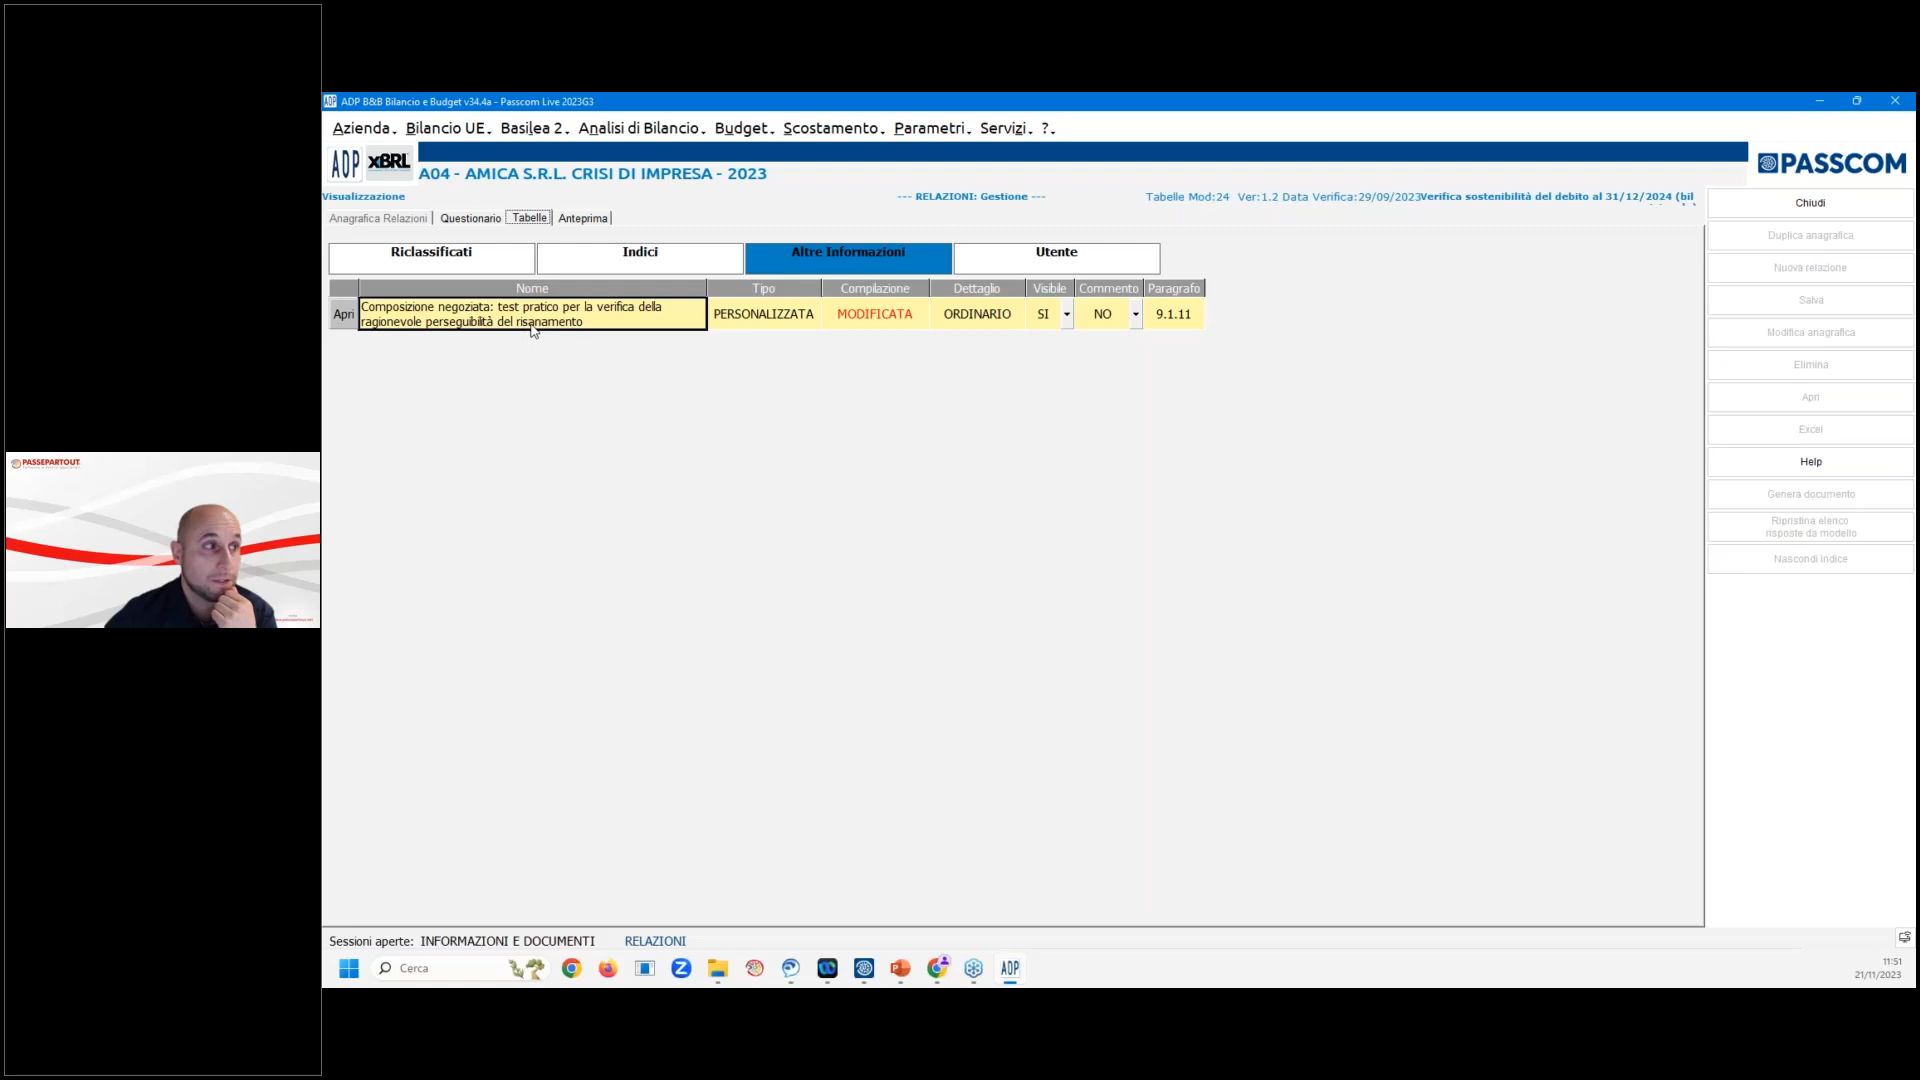 ADP B&B Bilancio e Budget v34.4a - Passcom Live 2023G3
Azienda Bilancio UE Basilea 2 Analisi di Bilancio Budget Scostamento Parametri Servizi ?
ADP XBRL
A04 - AMICA S.R.L. CRISI DI IMPRESA - 2023
PASSCOM
Visualizzazione
--- RELAZIONI: Gestione ---
Tabelle Mod:24 Ver:1.2 Data Verifica:29/09/2023 Verifica sostenibilità del debito al 31/12/2024 (bil
Anagrafica Relazioni Questionario Tabelle Anteprima
Riclassificati Indici Altre Informazioni Utente
Nome Tipo Compilazione Dettaglio Visibile Commento Paragrafo
Apri
Composizione negoziata: test pratico per la verifica della
ragionevole perseguibilità del risanamento
PERSONALIZZATA MODIFICATA ORDINARIO SI NO 9.1.11
Chiudi
Duplica anagrafica
Nuova relazione
Salva
Modifica anagrafica
Elimina
Apri
Excel
Help
Genera documento
Ripristina elenco
risposte da modello
Nascondi indice
PASSEPARTOUT
Sessioni aperte: INFORMAZIONI E DOCUMENTI RELAZIONI
Cerca
ADP
11:51
21/11/2023